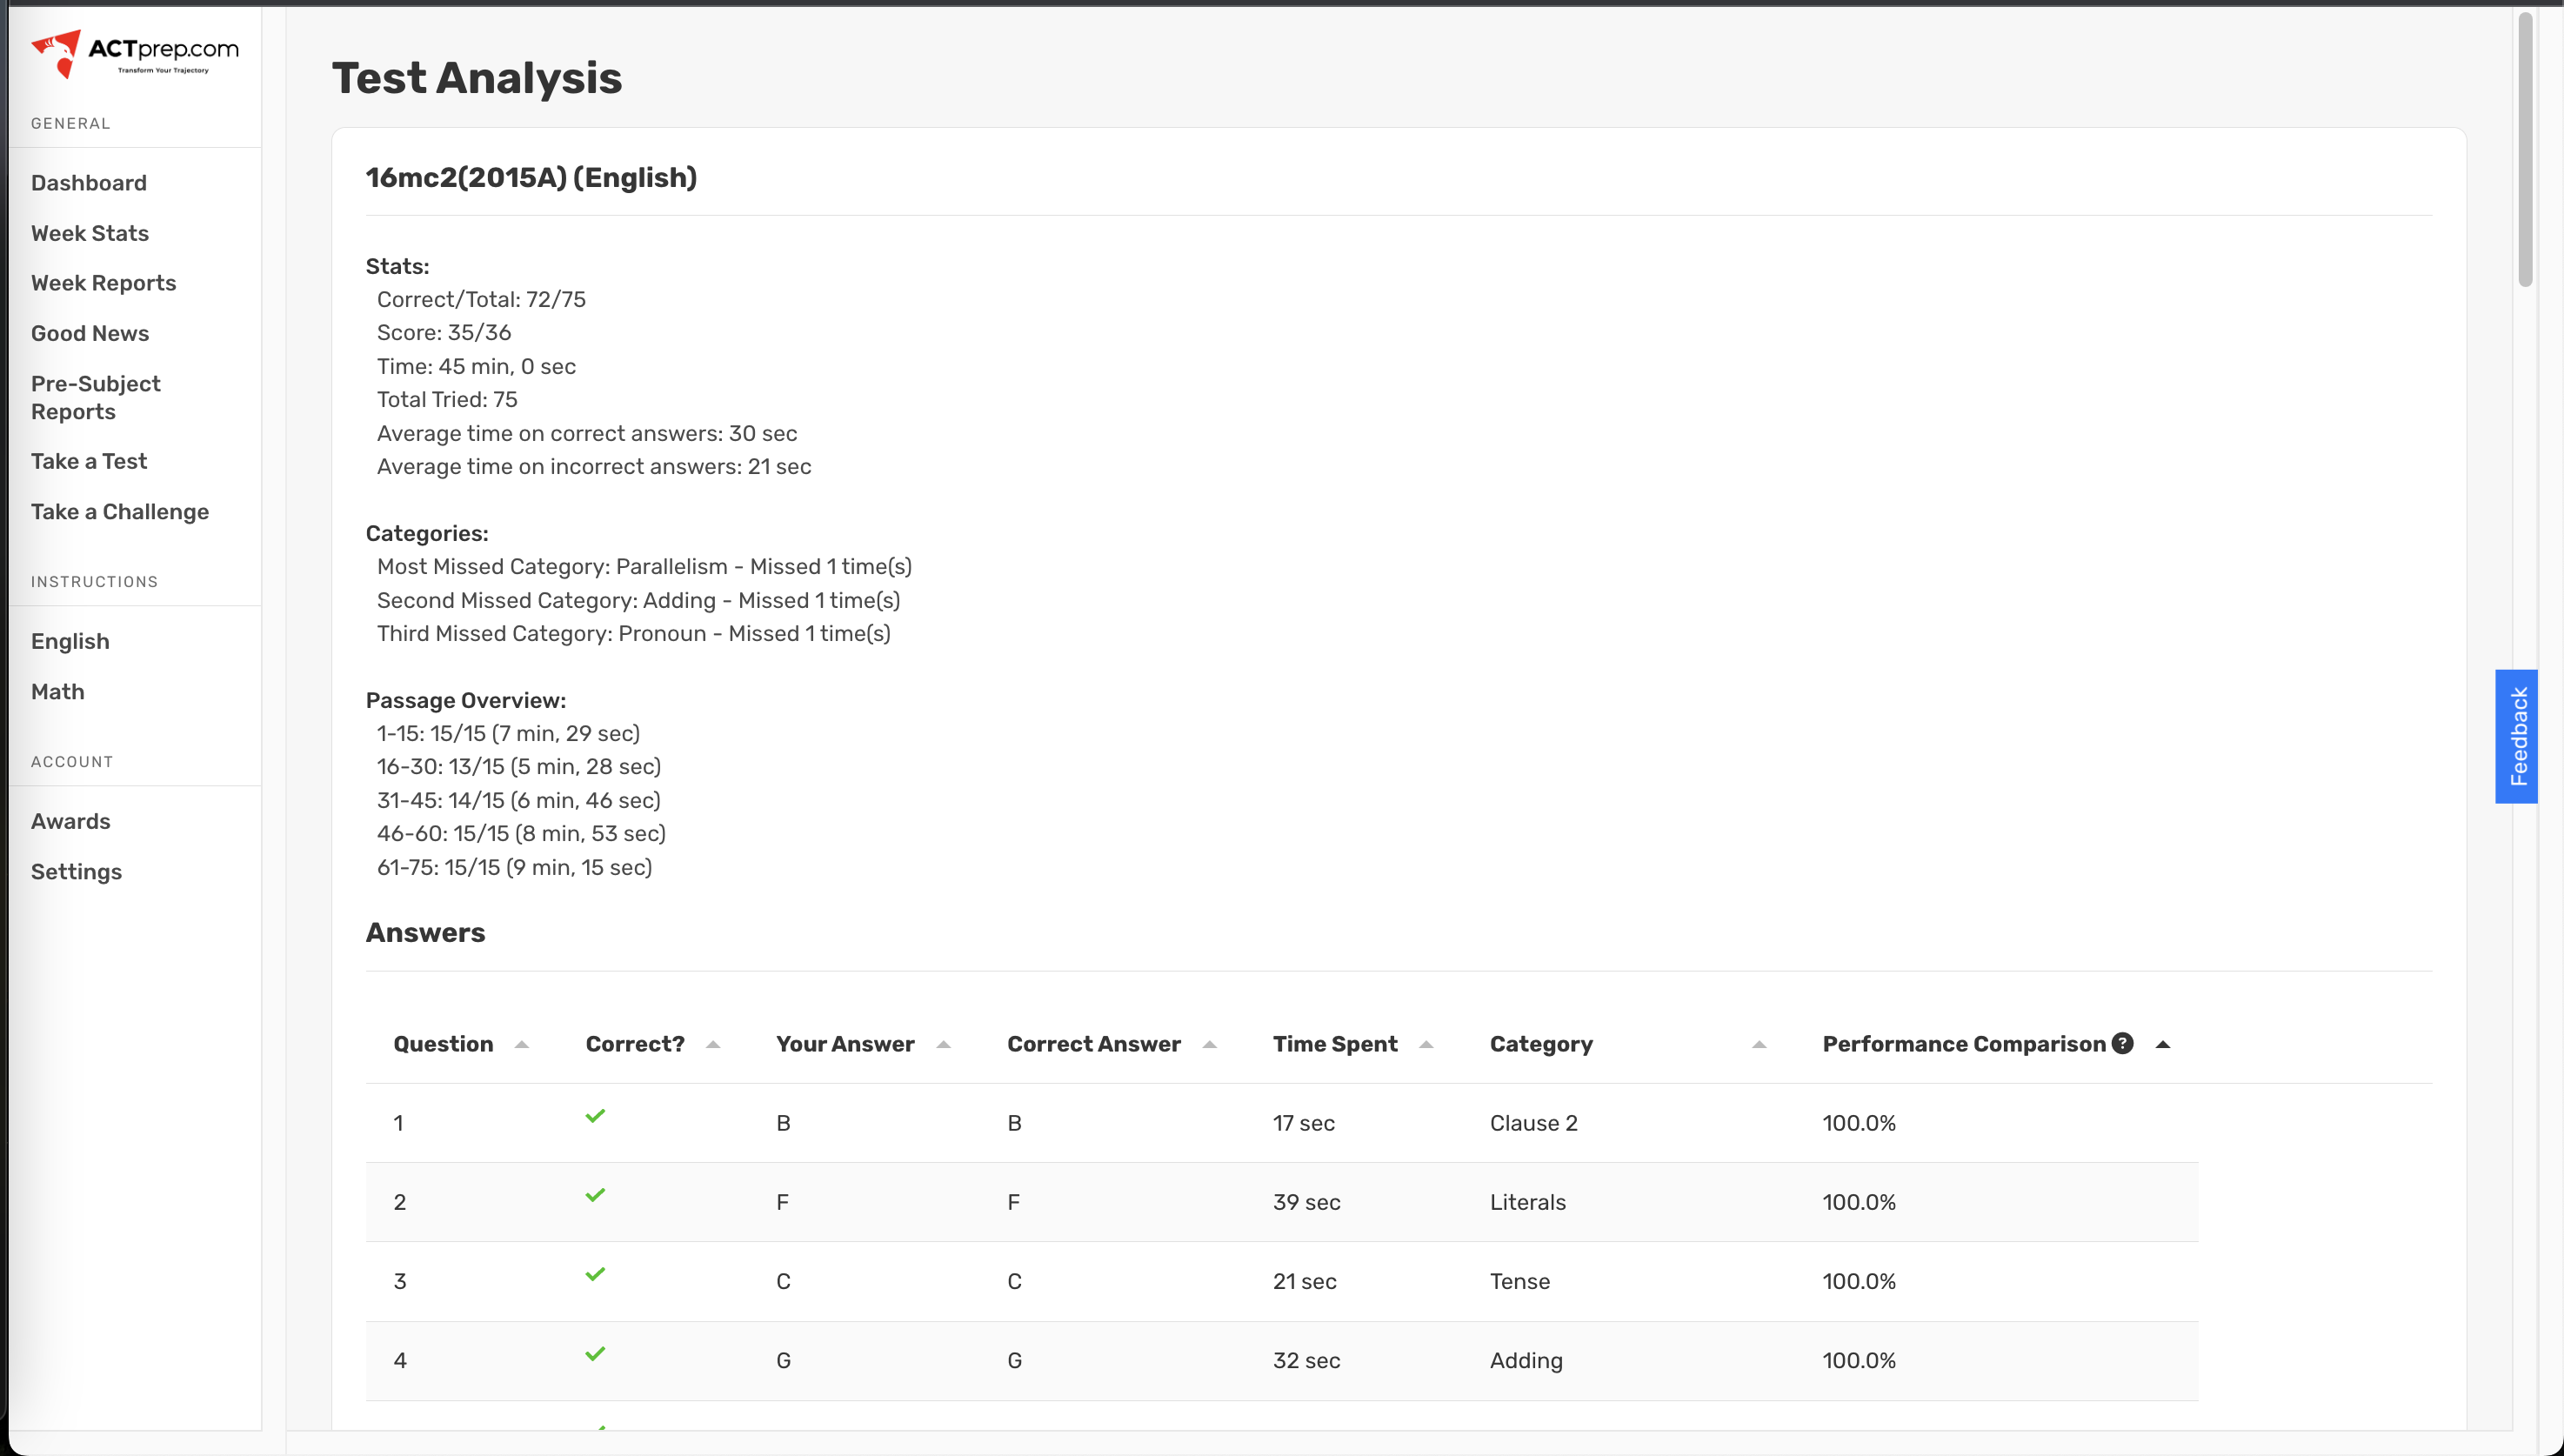 ACTprep.com
Transform Your Trajectory
GENERAL
Dashboard
Week Stats
Week Reports
Good News
Pre-Subject
Reports
Take a Test
Take a Challenge
INSTRUCTIONS
English
Math
ACCOUNT
Awards
Settings
Test Analysis
16mc2(2015A) (English)
Stats:
Correct/Total: 72/75
Score: 35/36
Time: 45 min, 0 sec
Total Tried: 75
Average time on correct answers: 30 sec
Average time on incorrect answers: 21 sec
Categories:
Most Missed Category: Parallelism - Missed 1 time(s)
Second Missed Category: Adding - Missed 1 time(s)
Third Missed Category: Pronoun - Missed 1 time(s)
Passage Overview:
1-15: 15/15 (7 min, 29 sec)
16-30: 13/15 (5 min, 28 sec)
31-45: 14/15 (6 min, 46 sec)
46-60: 15/15 (8 min, 53 sec)
61-75: 15/15 (9 min, 15 sec)
Answers
Question Correct? Your Answer Correct Answer Time Spent Category Performance Comparison ?
1 B B 17 sec Clause 2 100.0%
2 F F 39 sec Literals 100.0%
3 C C 21 sec Tense 100.0%
4 G G 32 sec Adding 100.0%
Feedback